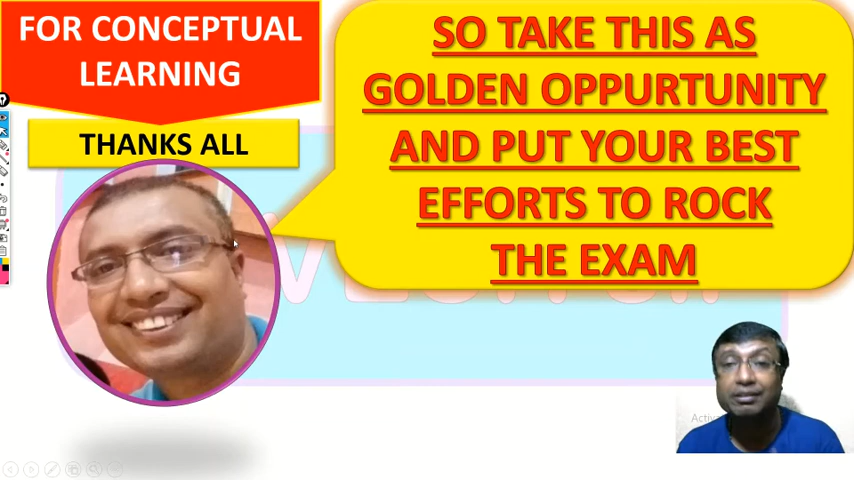 FOR CONCEPTUAL
LEARNING
THANKS ALL
SO TAKE THIS AS
GOLDEN OPPURTUNITY
AND PUT YOUR BEST
EFFORTS TO ROCK
THE EXAM
Activa